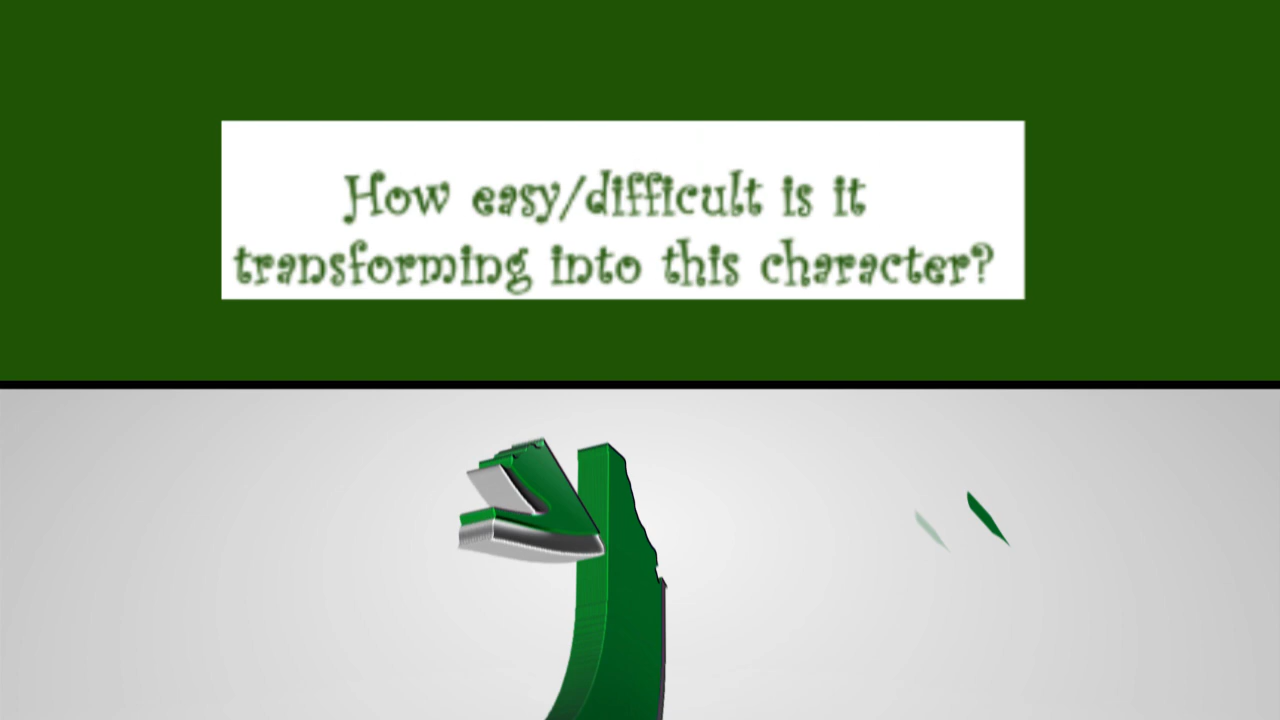 How easy/difficult is it
transforming into this character?